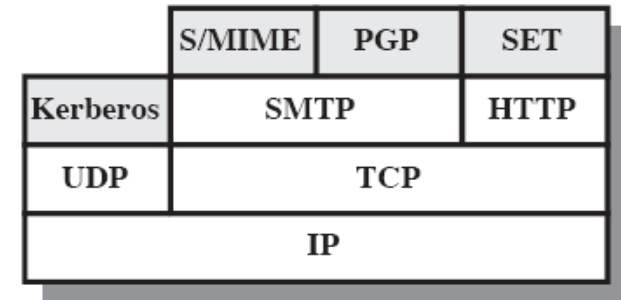 S/MIME PGP SET
Kerberos SMTP HTTP
UDP TCP
IP